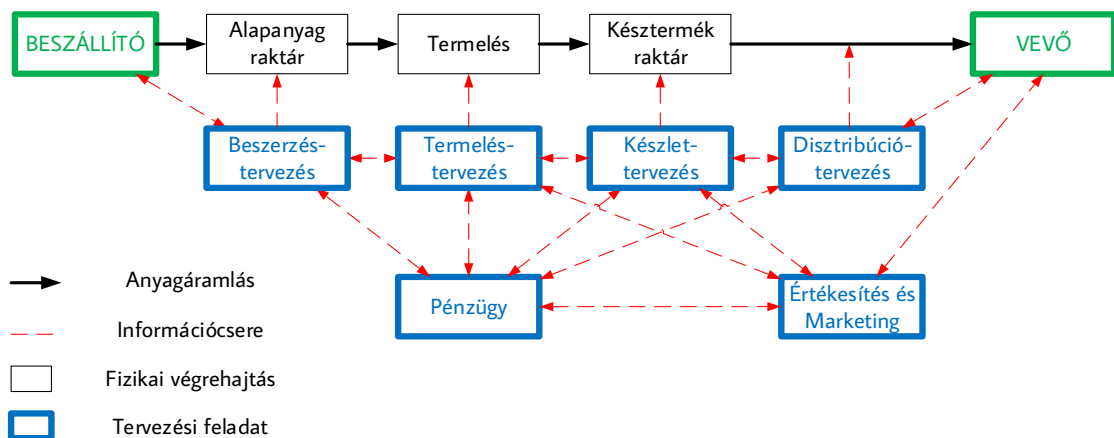 BESZÁLLÍTÓ
Alapanyag
raktár
Termelés
Késztermék
raktár
VEVŐ
Beszerzés-
tervezés
Termelés-
tervezés
Készlet-
tervezés
Disztribúció-
tervezés
Pénzügy
Értékesítés és
Marketing
Anyagáramlás
Információcsere
Fizikai végrehajtás
Tervezési feladat